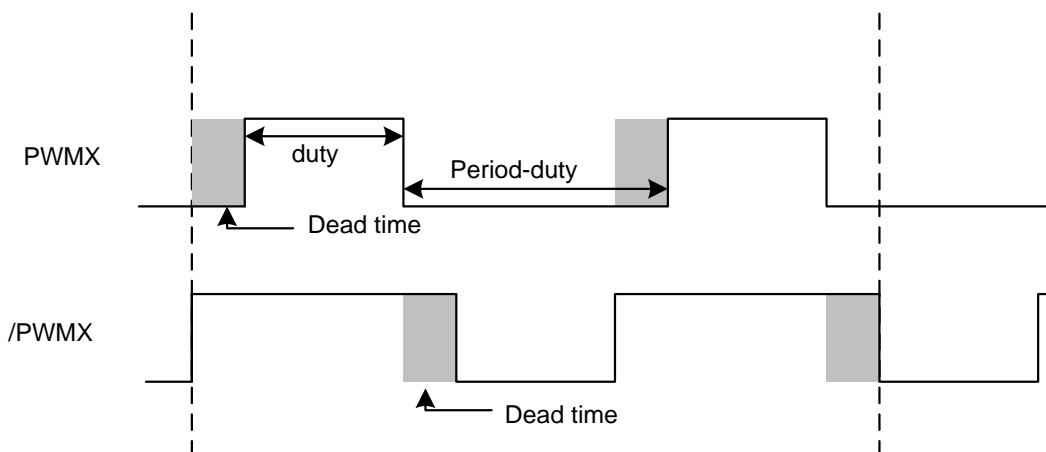 PWMX
duty
Period-duty
Dead time
/PWMX
Dead time